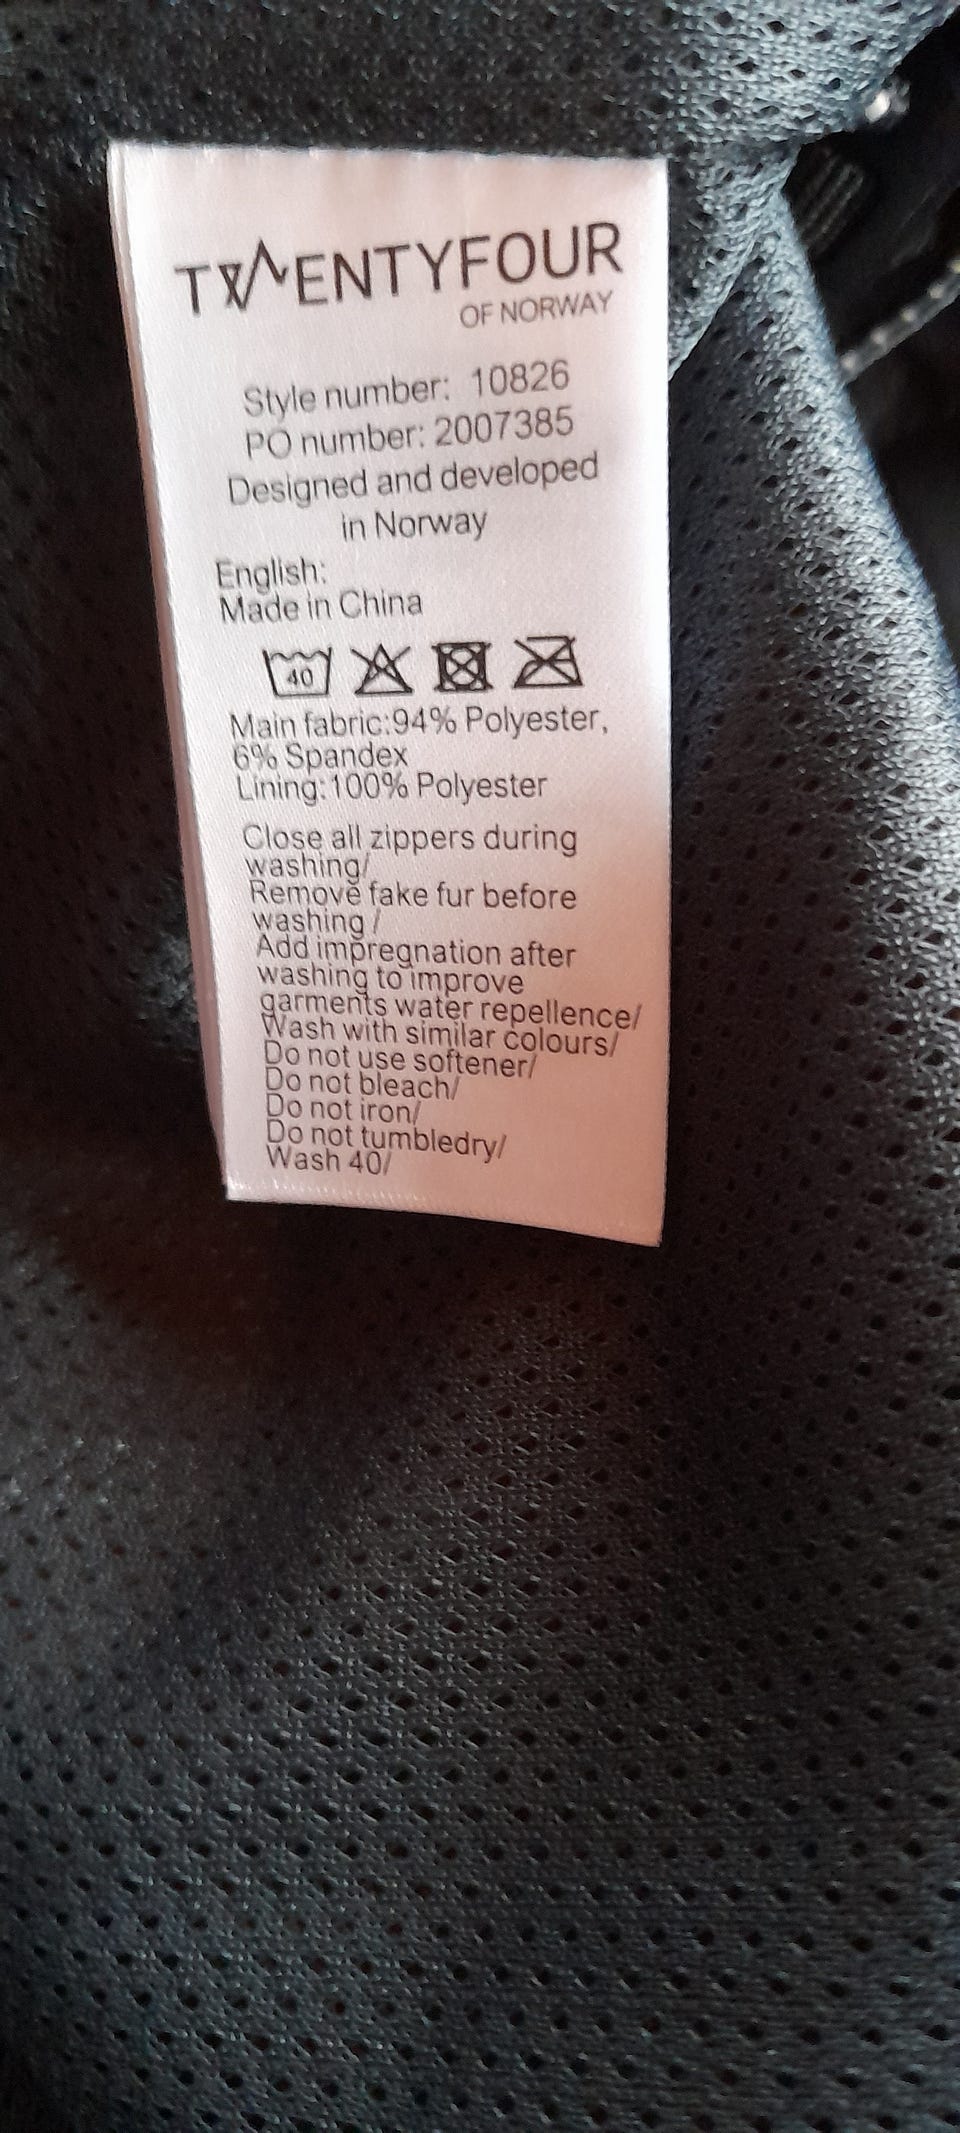 TWENTYFOUR
OF NORWAY
Style number: 10826
PO number: 2007385
Designed and developed
in Norway
English:
Made in China
40
Main fabric:94% Polyester,
6% Spandex
Lining:100% Polyester
Close all zippers during
washing/
Remove fake fur before
washing /
Add impregnation after
washing to improve
garments water repellence/
Wash with similar colours/
Do not use softener/
Do not bleach/
Do not iron/
Do not tumbledry/
Wash 40/